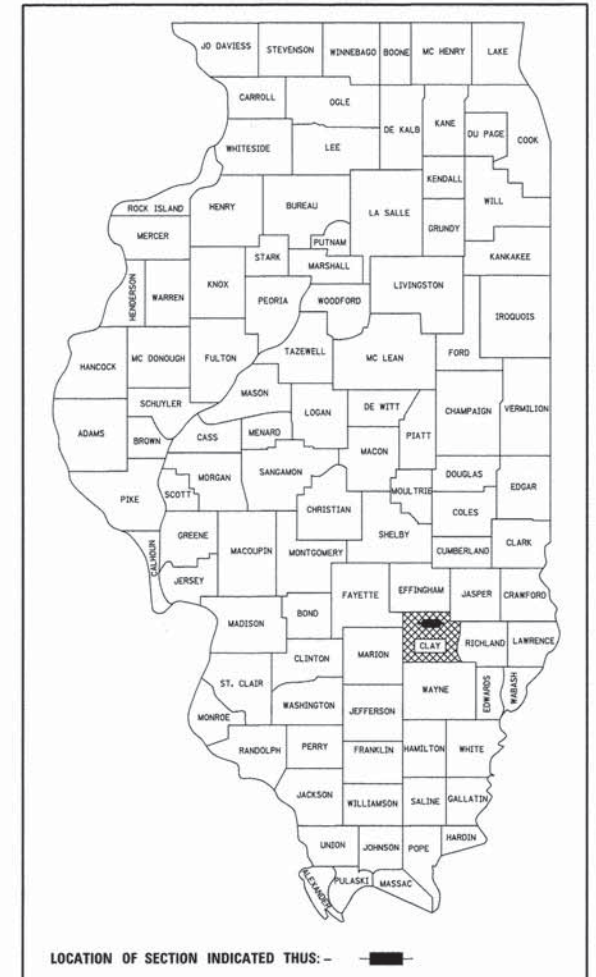 JO DAVIESS STEVENSON WINNEBAGO BOONE MC HENRY LAKE
CARROLL OGLE DE KALB KANE DU PAGE COOK
WHITESIDE LEE
KENDALL
ROCK ISLAND HENRY BUREAU LA SALLE GRUNDY WILL
MERCER PUTNAM
STARK MARSHALL KANKAKEE
HENDERSON WARREN KNOX PEORIA WOODFORD LIVINGSTON IROQUOIS
TAZEWELL MC LEAN FORD
HANCOCK MC DONOUGH FULTON
MASON
SCHUYLER LOGAN DE WITT CHAMPAIGN VERMILION
ADAMS BROWN CASS MENARD MACON PIATT
PIKE SCOTT MORGAN SANGAMON MOULTRIE DOUGLAS EDGAR
CHRISTIAN COLES
CALHOUN GREENE MACOUPIN MONTGOMERY SHELBY CUMBERLAND CLARK
JERSEY
FAYETTE EFFINGHAM JASPER CRAWFORD
MADISON BOND
CLINTON MARION CLAY RICHLAND LAWRENCE
ST. CLAIR WAYNE EDWARDS WABASH
WASHINGTON JEFFERSON
MONROE
RANDOLPH PERRY FRANKLIN HAMILTON WHITE
JACKSON WILLIAMSON SALINE GALLATIN
UNION JOHNSON POPE HARDIN
ALEXANDER PULASKI MASSAC
LOCATION OF SECTION INDICATED THUS: –